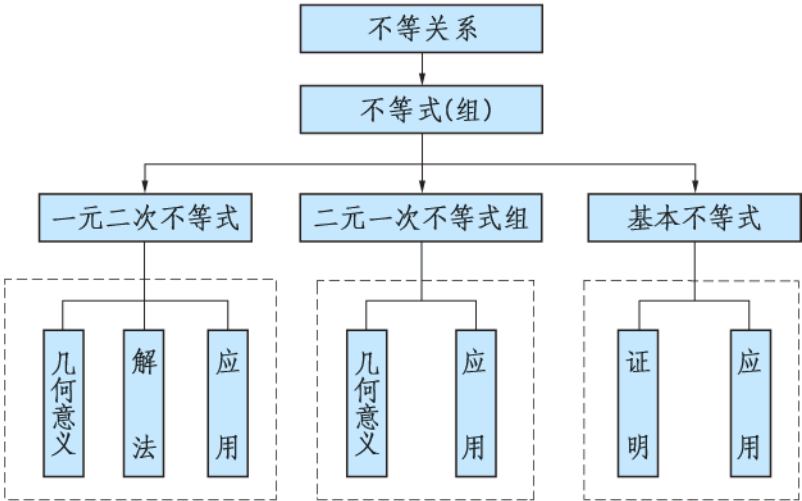 不等关系
不等式(组)
一元二次不等式
二元一次不等式组
基本不等式
几何意义
解法
应用
几何意义
应用
证明
应用